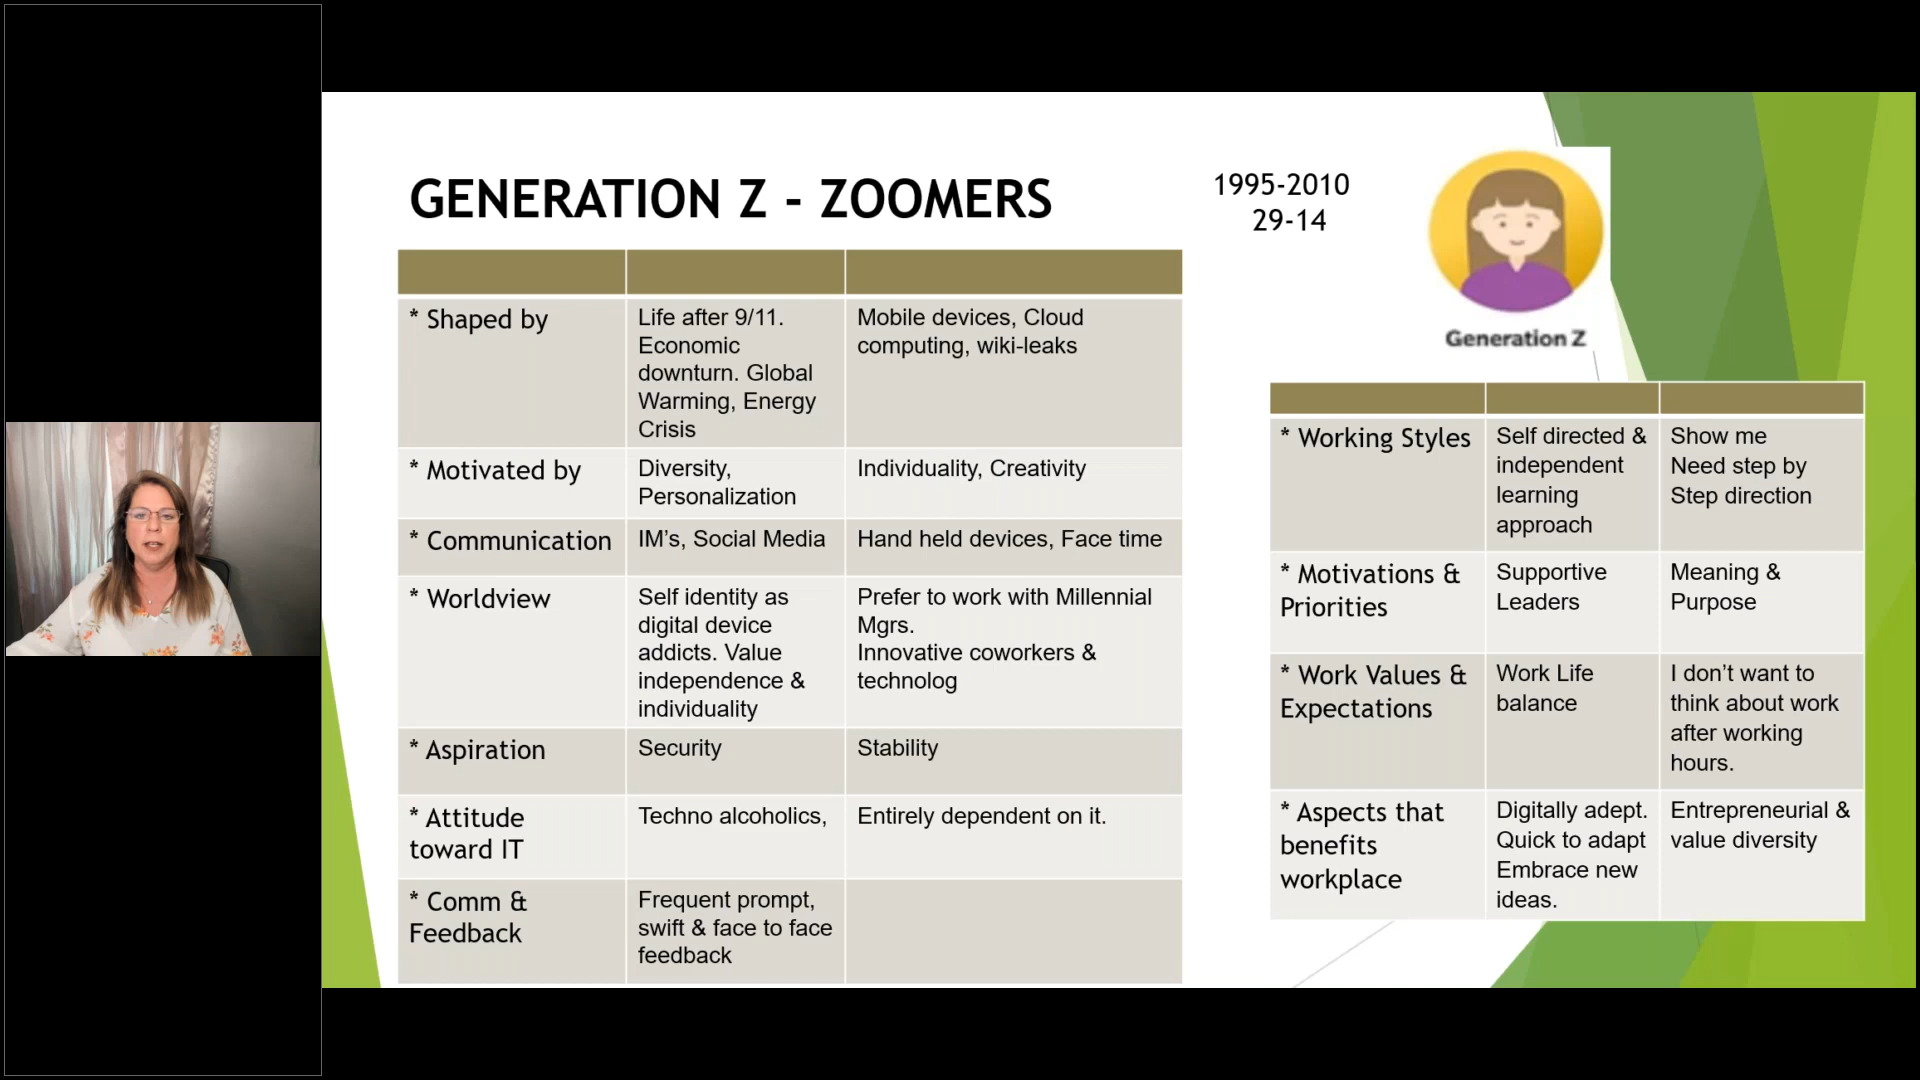 GENERATION Z - ZOOMERS
1995-2010
29-14
Generation Z
* Shaped by
Life after 9/11.
Economic
downturn. Global
Warming, Energy
Crisis
Mobile devices, Cloud
computing, wiki-leaks
* Motivated by
Diversity,
Personalization
Individuality, Creativity
* Communication
IM's, Social Media
Hand held devices, Face time
* Worldview
Self identity as
digital device
addicts. Value
independence &
individuality
Prefer to work with Millennial
Mgrs.
Innovative coworkers &
technolog
* Aspiration
Security
Stability
* Attitude
toward IT
Techno alcoholics,
Entirely dependent on it.
* Comm &
Feedback
Frequent prompt,
swift & face to face
feedback
* Working Styles
Self directed &
independent
learning
approach
Show me
Need step by
Step direction
* Motivations &
Priorities
Supportive
Leaders
Meaning &
Purpose
* Work Values &
Expectations
Work Life
balance
I don’t want to
think about work
after working
hours.
* Aspects that
benefits
workplace
Digitally adept.
Quick to adapt
Embrace new
ideas.
Entrepreneurial &
value diversity